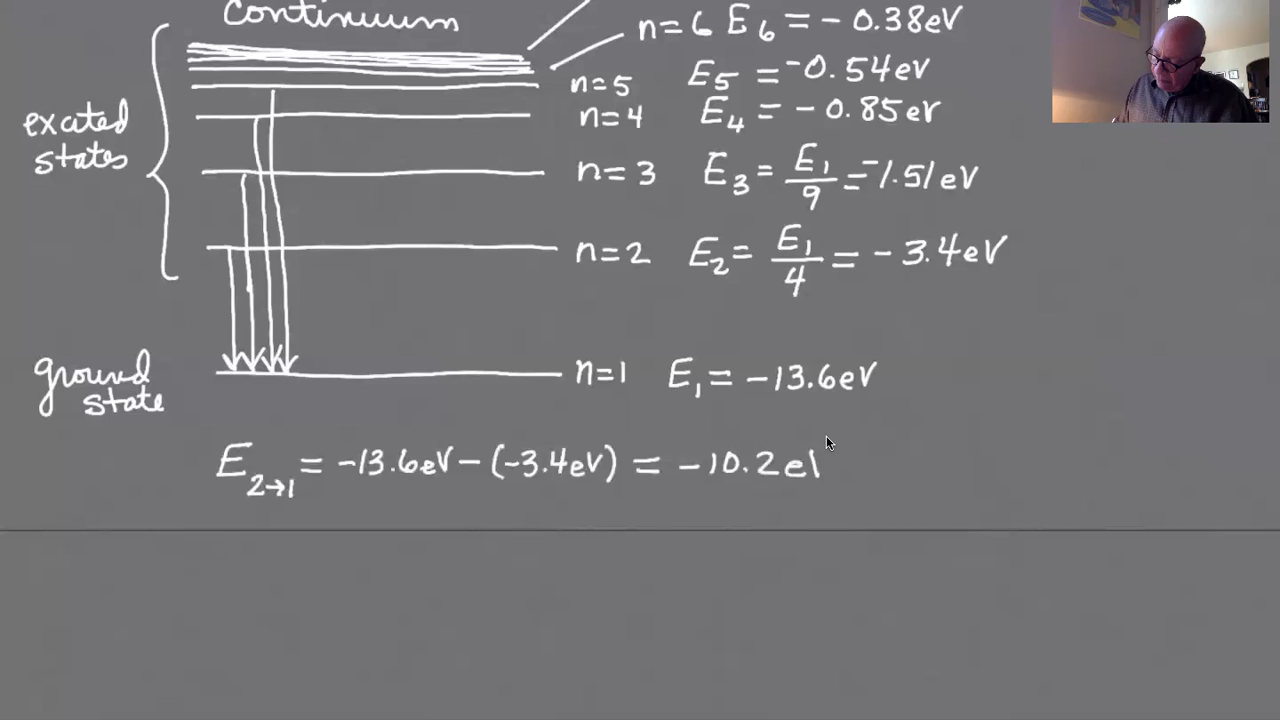 Continuum
n=6 E₆ = -0.38eV
n=5 E₅ = -0.54eV
n=4 E₄ = -0.85eV
excited
states
n=3 E₃ = E₁/9 = -1.51eV
n=2 E₂ = E₁/4 = -3.4eV
ground
state
n=1 E₁ = -13.6eV
E₂→₁ = -13.6eV - (-3.4eV) = -10.2e